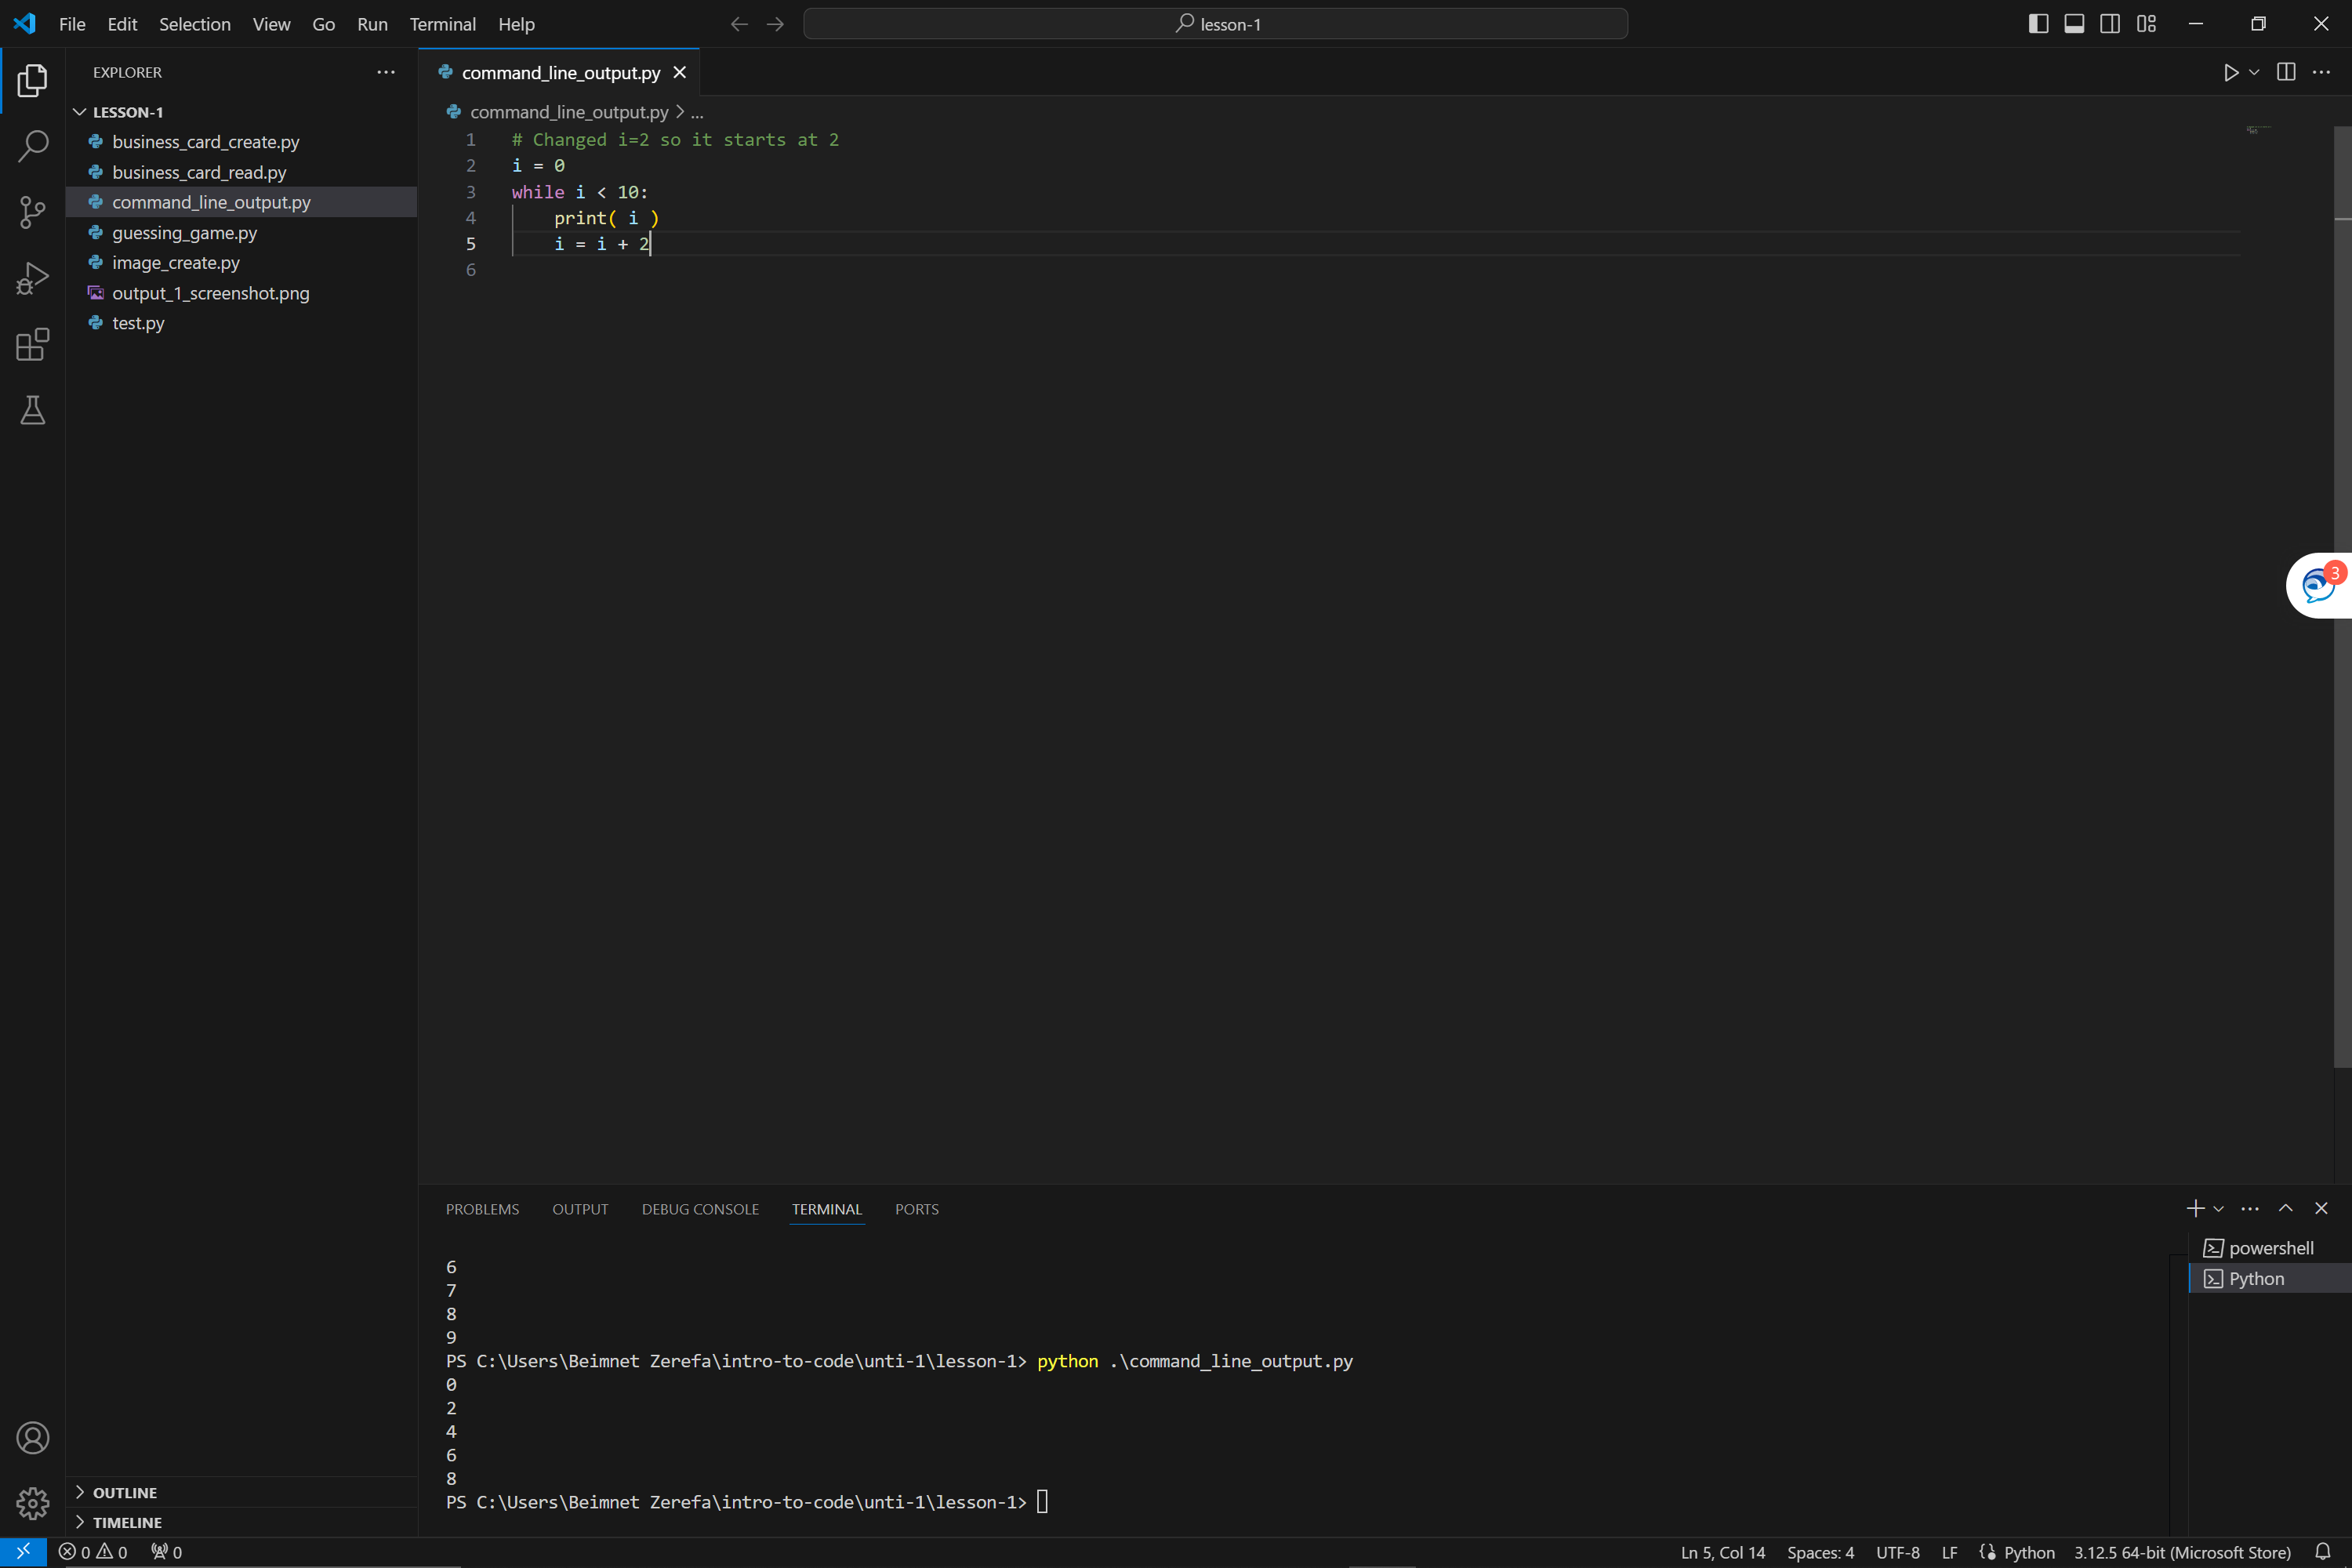 File Edit Selection View Go Run Terminal Help
lesson-1
EXPLORER
LESSON-1
business_card_create.py
business_card_read.py
command_line_output.py
guessing_game.py
image_create.py
output_1_screenshot.png
test.py
OUTLINE
TIMELINE
command_line_output.py
command_line_output.py > ...
1 # Changed i=2 so it starts at 2
2 i = 0
3 while i < 10:
4 print( i )
5 i = i + 2
6
3
PROBLEMS OUTPUT DEBUG CONSOLE TERMINAL PORTS
6
7
8
9
PS C:\Users\Beimnet Zerefa\intro-to-code\unti-1\lesson-1> python .\command_line_output.py
0
2
4
6
8
PS C:\Users\Beimnet Zerefa\intro-to-code\unti-1\lesson-1>
powershell
Python
0 0 0
Ln 5, Col 14 Spaces: 4 UTF-8 LF Python 3.12.5 64-bit (Microsoft Store)